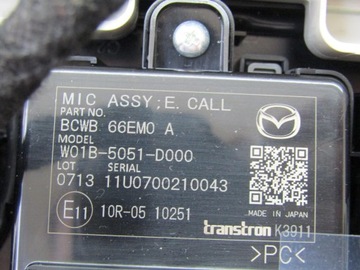 MIC ASSY;E. CALL
PART NO.
BCWB 66EM0 A
MODEL
W01B-5051-D000
LOT SERIAL
0713 11U0700210043
E11 10R-05 10251
MADE IN JAPAN
transtron K3911
>PC<